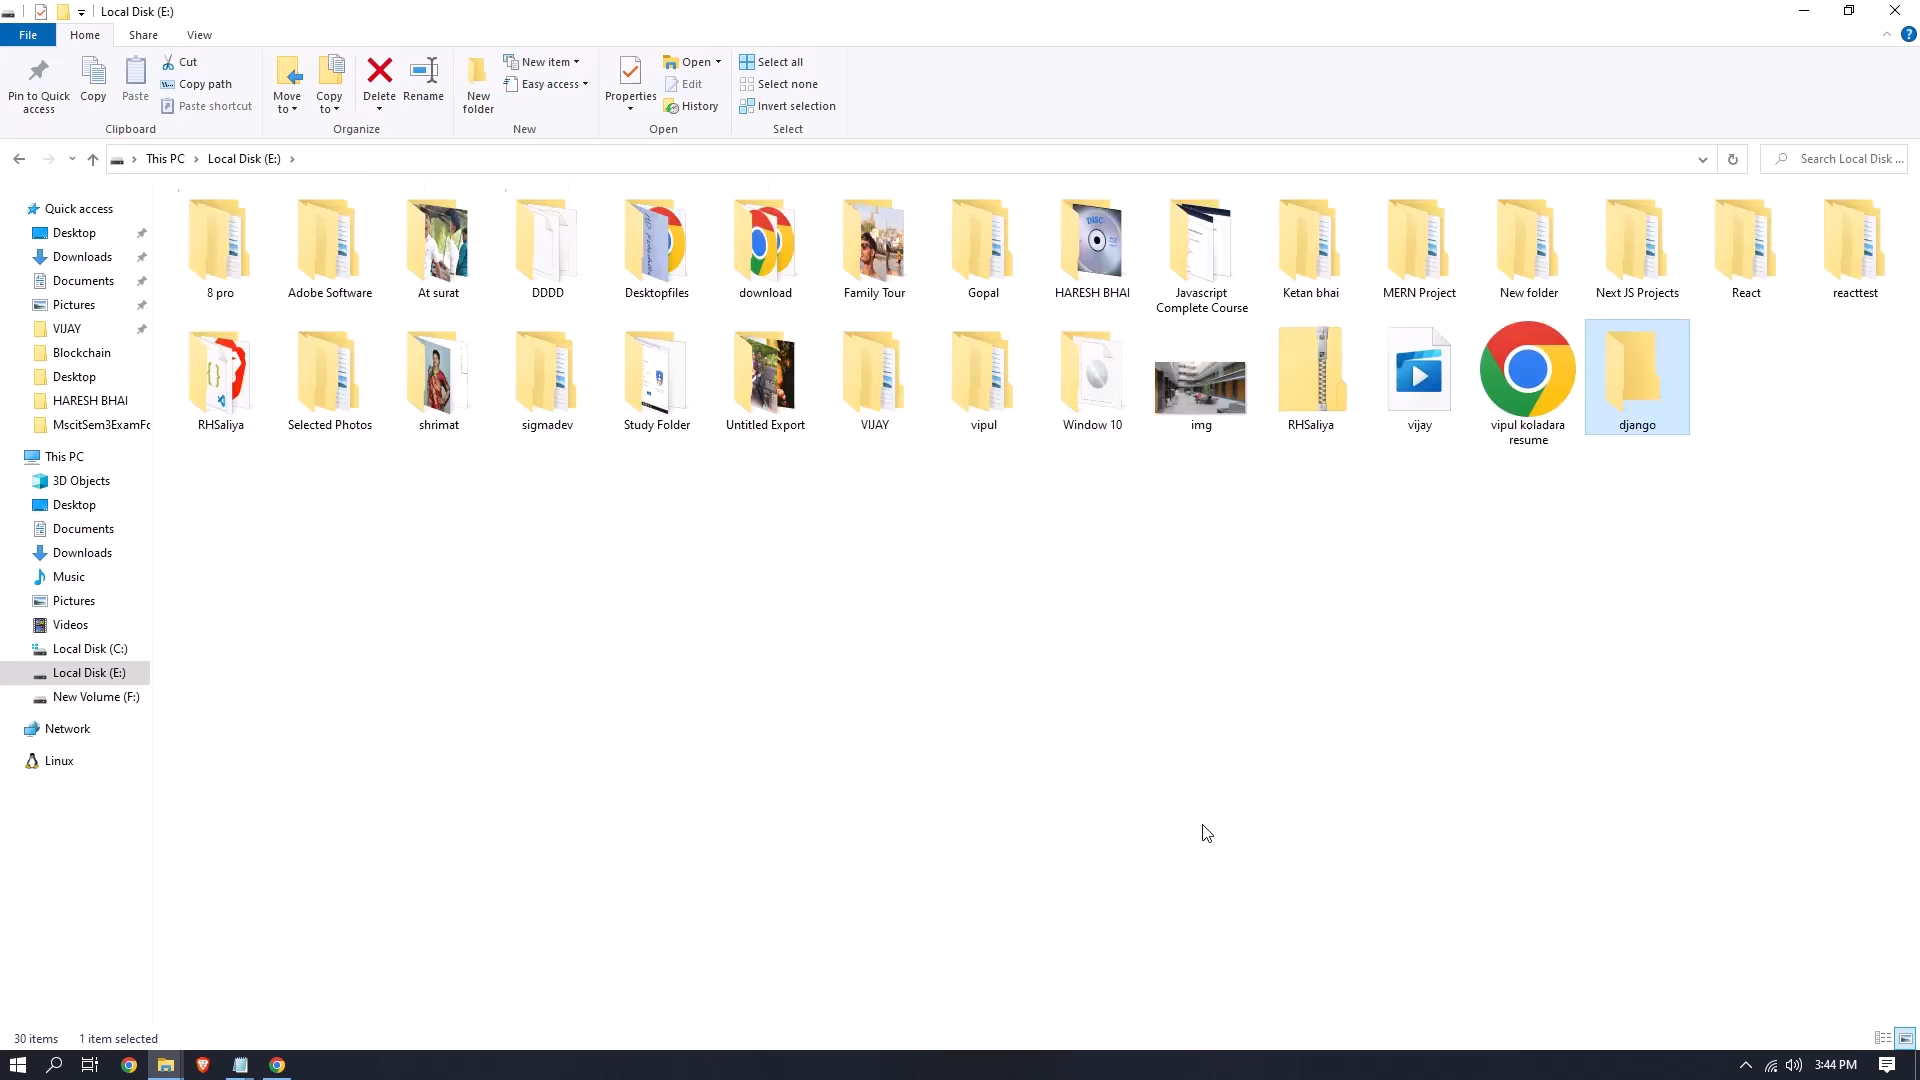 Local Disk (E:)
File Home Share View
Pin to Quick access
Copy
Paste
Cut
Copy path
Paste shortcut
Clipboard
Move to
Copy to
Delete
Rename
Organize
New folder
New item
Easy access
New
Properties
Open
Edit
History
Open
Select all
Select none
Invert selection
Select
This PC Local Disk (E:)
Search Local Disk ...
Quick access
Desktop
Downloads
Documents
Pictures
VIJAY
Blockchain
Desktop
HARESH BHAI
MscitSem3ExamFo
This PC
3D Objects
Desktop
Documents
Downloads
Music
Pictures
Videos
Local Disk (C:)
Local Disk (E:)
New Volume (F:)
Network
Linux
8 pro
Adobe Software
At surat
DDDD
Desktopfiles
download
Family Tour
Gopal
HARESH BHAI
Javascript
Complete Course
Ketan bhai
MERN Project
New folder
Next JS Projects
React
reacttest
RHSaliya
Selected Photos
shrimat
sigmadev
Study Folder
Untitled Export
VIJAY
vipul
Window 10
img
RHSaliya
vijay
vipul koladara
resume
django
30 items 1 item selected
3:44 PM